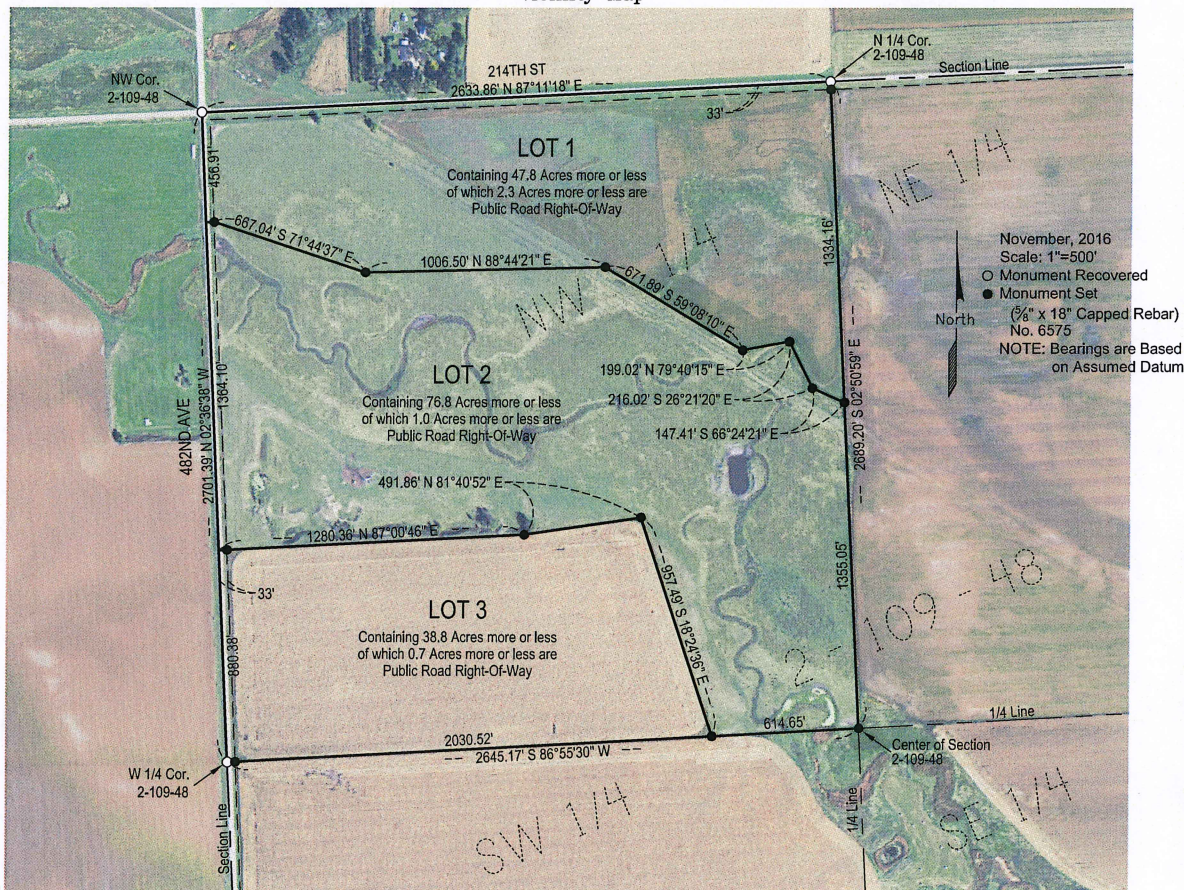 NW Cor.
2-109-48
214TH ST
2633.86' N 87°11'18" E
N 1/4 Cor.
2-109-48
Section Line
33'
LOT 1
Containing 47.8 Acres more or less
of which 2.3 Acres more or less are
Public Road Right-Of-Way
NE 1/4
456.91'
667.04' S 71°44'37" E
1006.50' N 88°44'21" E
671.89' S 59°08'10" E
1334.16'
NW 1/4
November, 2016
Scale: 1"=500'
Monument Recovered
Monument Set
(5/8" x 18" Capped Rebar)
No. 6575
NOTE: Bearings are Based
on Assumed Datum
North
199.02' N 79°40'15" E
216.02' S 26°21'20" E
147.41' S 66°24'21" E
482ND AVE
2701.39' N 02°36'38" W
1364.10'
LOT 2
Containing 76.8 Acres more or less
of which 1.0 Acres more or less are
Public Road Right-Of-Way
2689.20' S 02°50'59" E
491.86' N 81°40'52" E
1280.36' N 87°00'46" E
33'
957.49' S 18°24'36" E
1355.05'
2-109-48
LOT 3
Containing 38.8 Acres more or less
of which 0.7 Acres more or less are
Public Road Right-Of-Way
880.38'
2030.52'
2645.17' S 86°55'30" W
614.65'
1/4 Line
Center of Section
2-109-48
W 1/4 Cor.
2-109-48
Section Line
SW 1/4
1/4 Line
SE 1/4